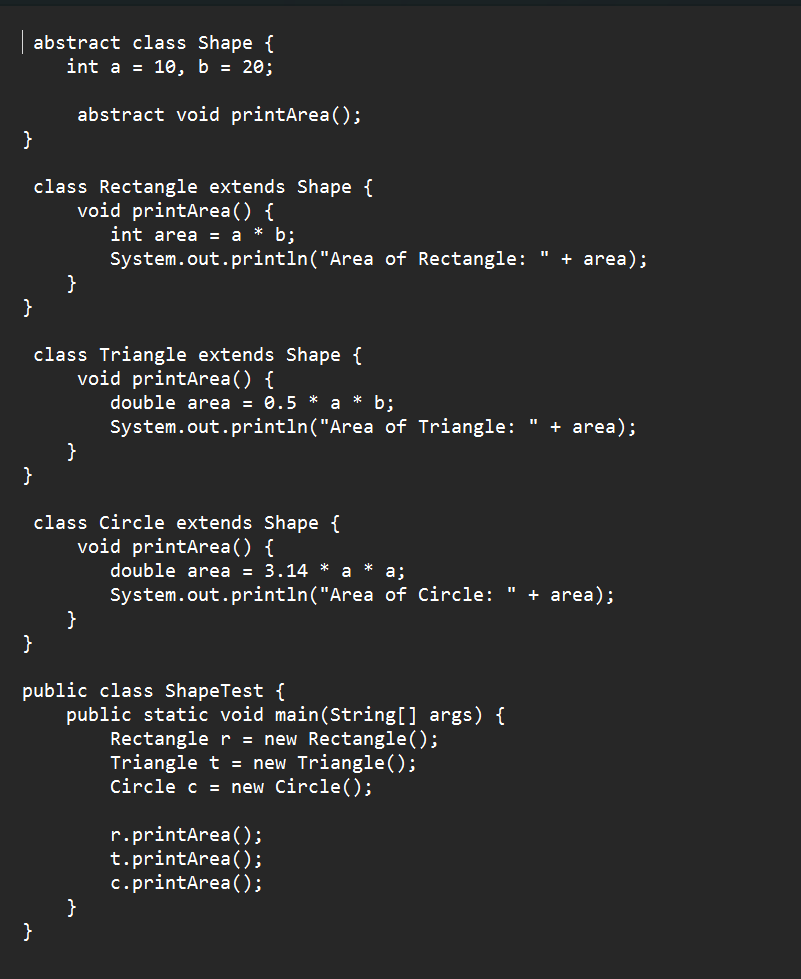 abstract class Shape {
    int a = 10, b = 20;

     abstract void printArea();
}

 class Rectangle extends Shape {
     void printArea() {
        int area = a * b;
        System.out.println("Area of Rectangle: " + area);
    }
}

 class Triangle extends Shape {
     void printArea() {
        double area = 0.5 * a * b;
        System.out.println("Area of Triangle: " + area);
    }
}

 class Circle extends Shape {
     void printArea() {
        double area = 3.14 * a * a;
        System.out.println("Area of Circle: " + area);
    }
}

public class ShapeTest {
    public static void main(String[] args) {
        Rectangle r = new Rectangle();
        Triangle t = new Triangle();
        Circle c = new Circle();

        r.printArea();
        t.printArea();
        c.printArea();
    }
}